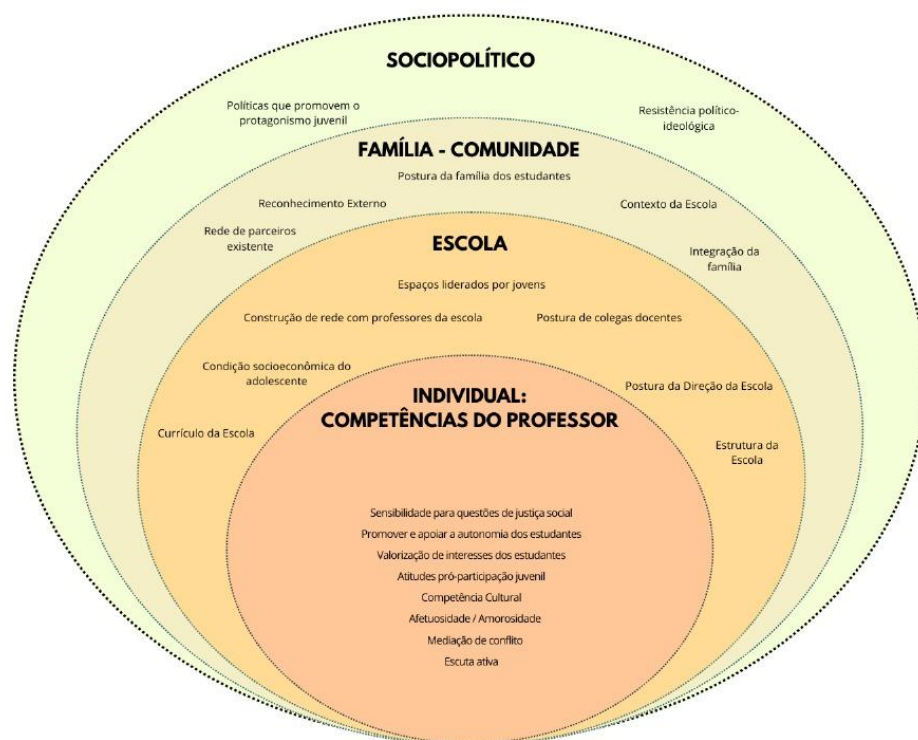 SOCIOPOLÍTICO
Políticas que promovem o
protagonismo juvenil
Resistência político-
ideológica
FAMÍLIA - COMUNIDADE
Postura da família dos estudantes
Reconhecimento Externo
Contexto da Escola
Rede de parceiros
existente
Integração da
família
ESCOLA
Espaços liderados por jovens
Construção de rede com professores da escola
Postura de colegas docentes
Condição socioeconômica do
adolescente
Postura da Direção da Escola
Currículo da Escola
Estrutura da
Escola
INDIVIDUAL:
COMPETÊNCIAS DO PROFESSOR
Sensibilidade para questões de justiça social
Promover e apoiar a autonomia dos estudantes
Valorização de interesses dos estudantes
Atitudes pró-participação juvenil
Competência Cultural
Afetuosidade / Amorosidade
Mediação de conflito
Escuta ativa